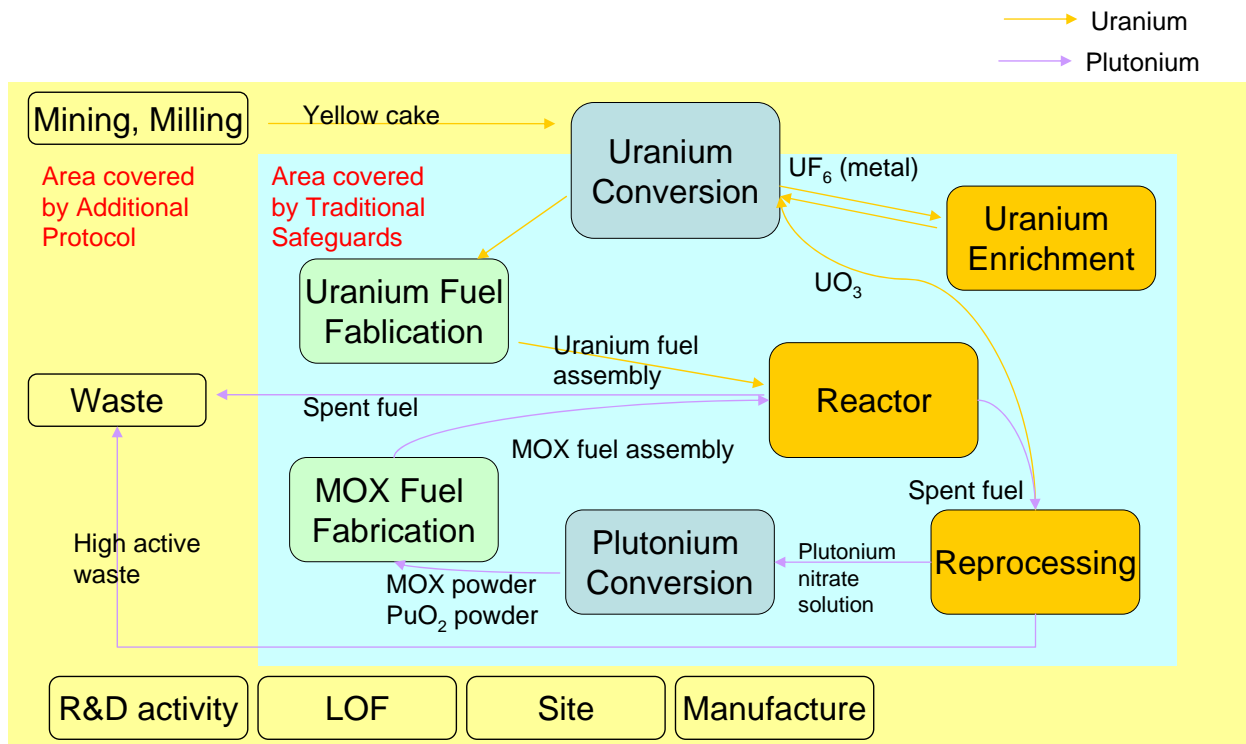 Uranium
Plutonium
Mining, Milling
Yellow cake
Uranium
Conversion
UF₆ (metal)
Uranium
Enrichment
Area covered
by Additional
Protocol
Area covered
by Traditional
Safeguards
UO₃
Uranium Fuel
Fablication
Uranium fuel
assembly
Reactor
Waste
Spent fuel
MOX fuel assembly
MOX Fuel
Fabrication
Spent fuel
High active
waste
Plutonium
Conversion
Plutonium
nitrate
solution
Reprocessing
MOX powder
PuO₂ powder
R&D activity
LOF
Site
Manufacture